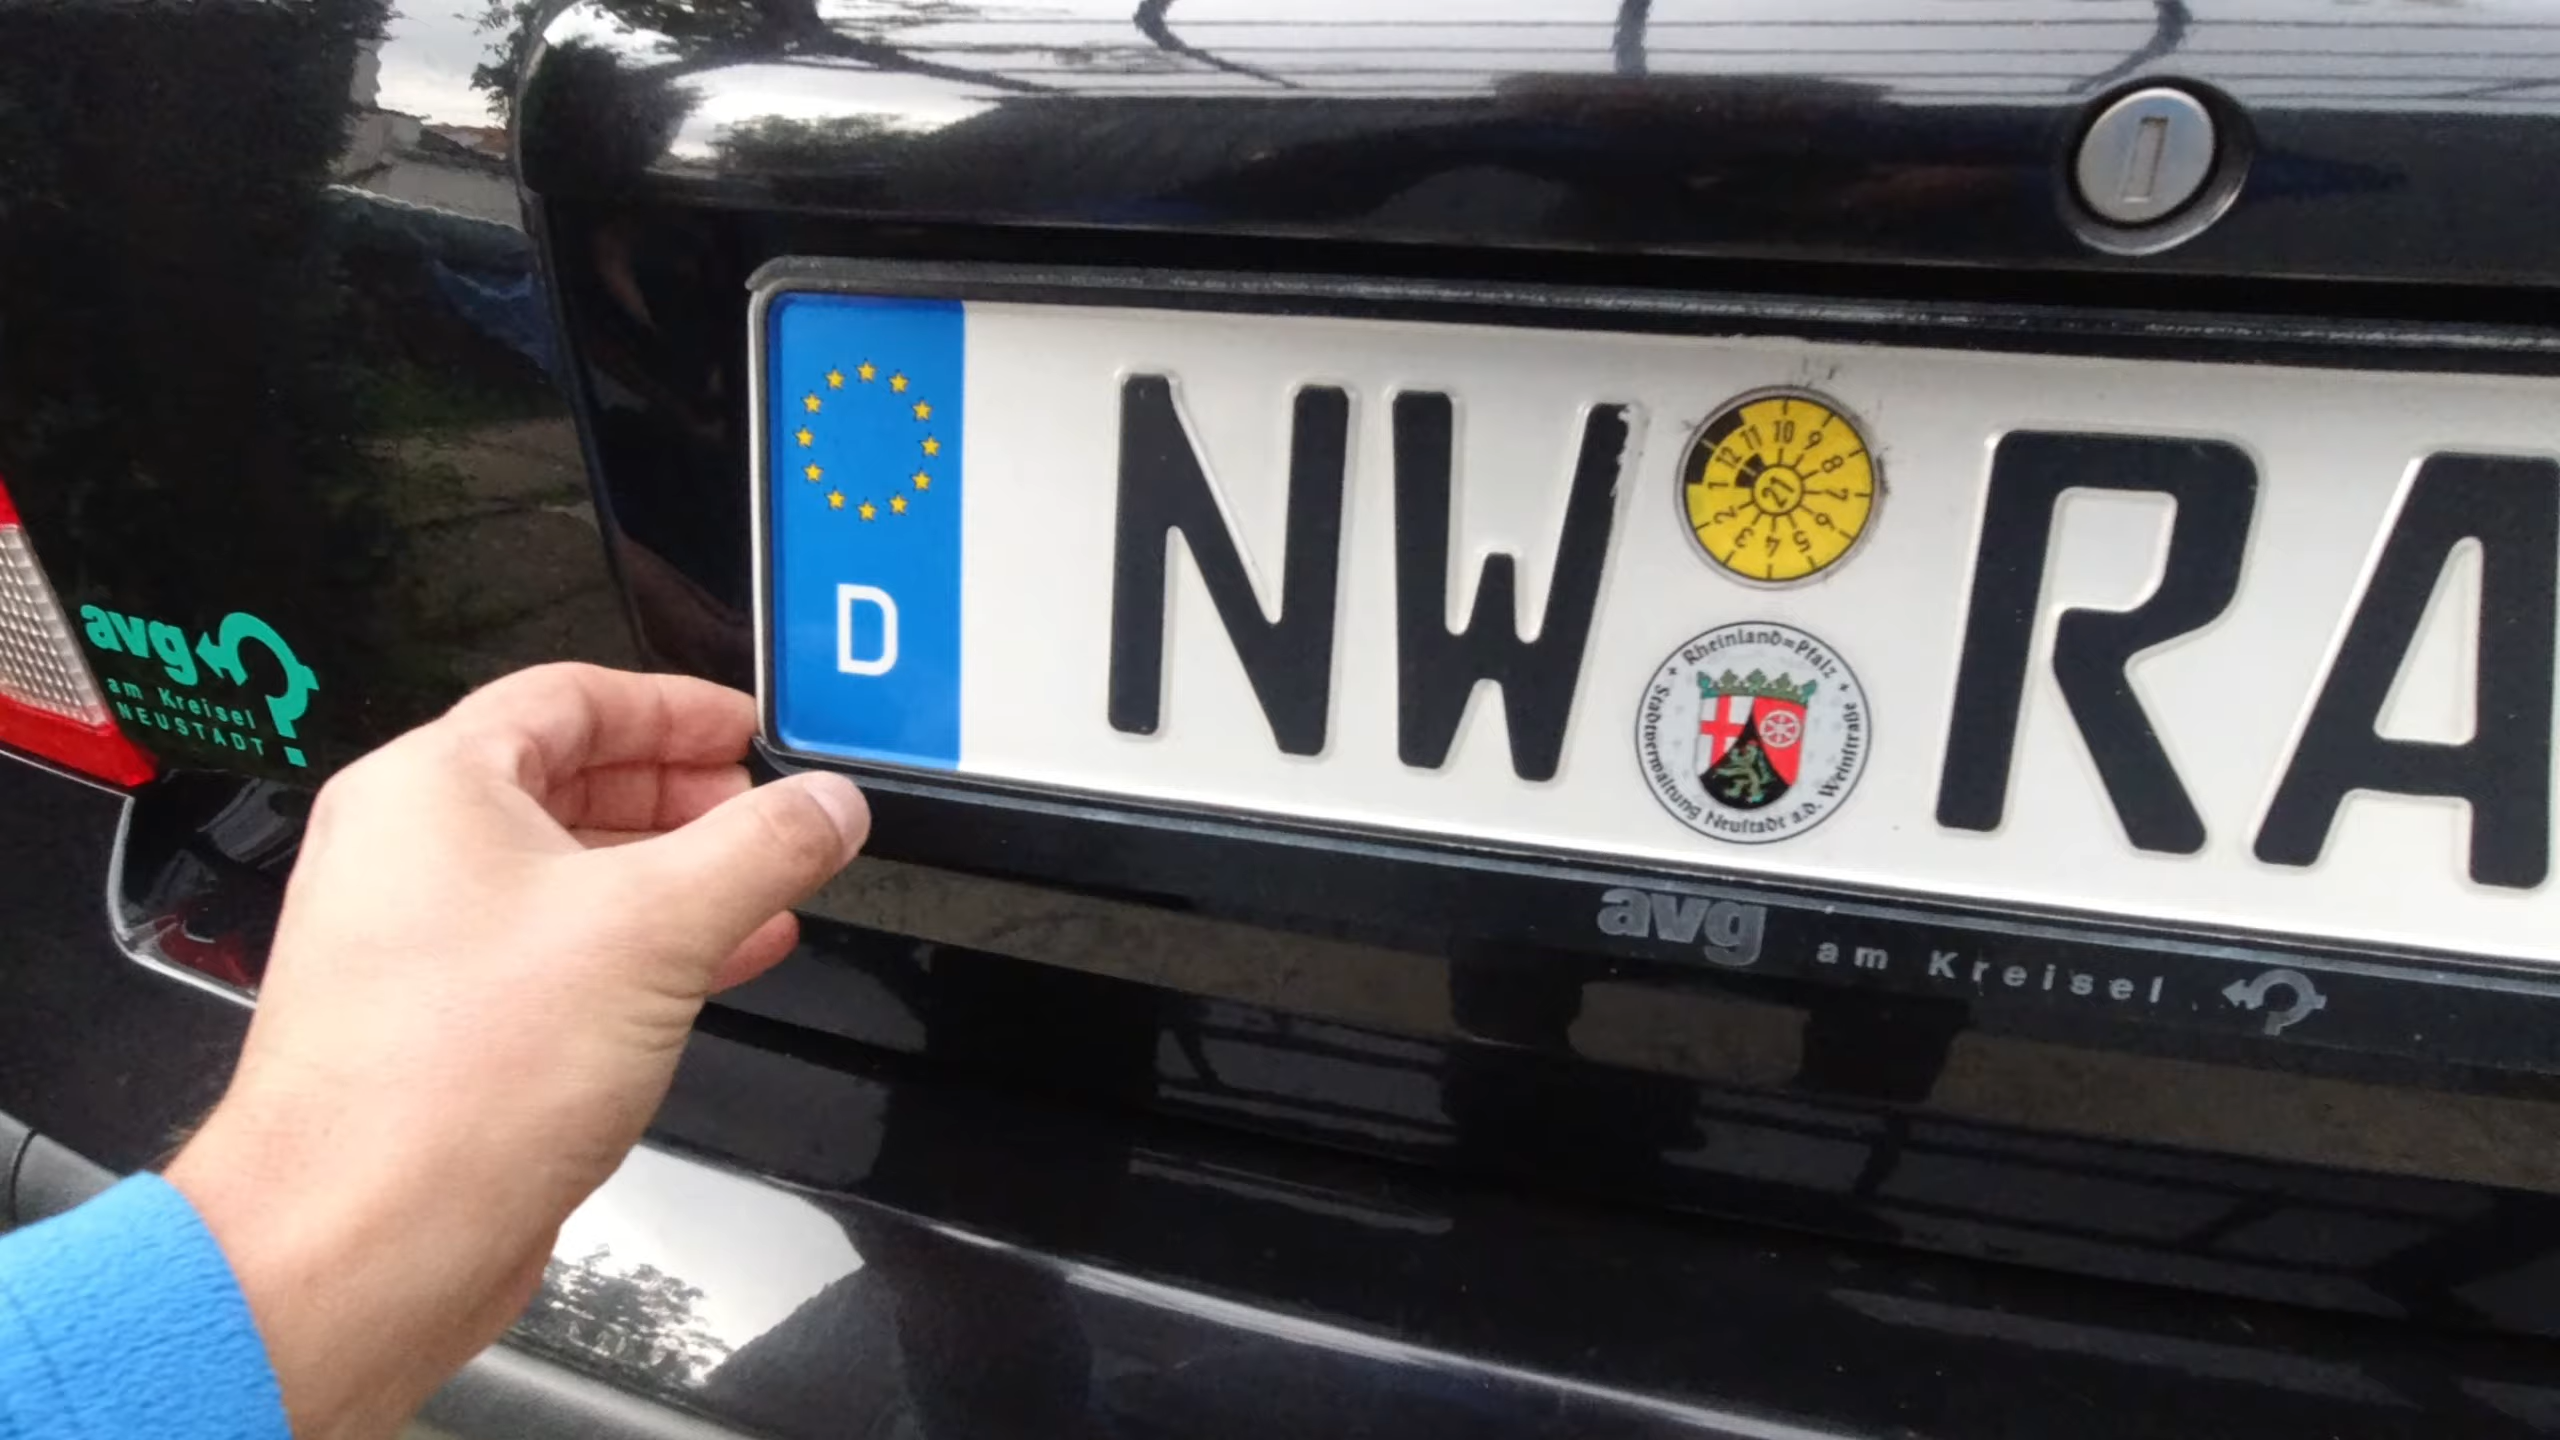 D
NW RA
12 11 10 9 8 7 6 5 4 3 2 1
21
Rheinland=Pfalz
Stadtverwaltung Neustadt a.d. Weinstraße
avg
am Kreisel
NEUSTADT
avg am Kreisel